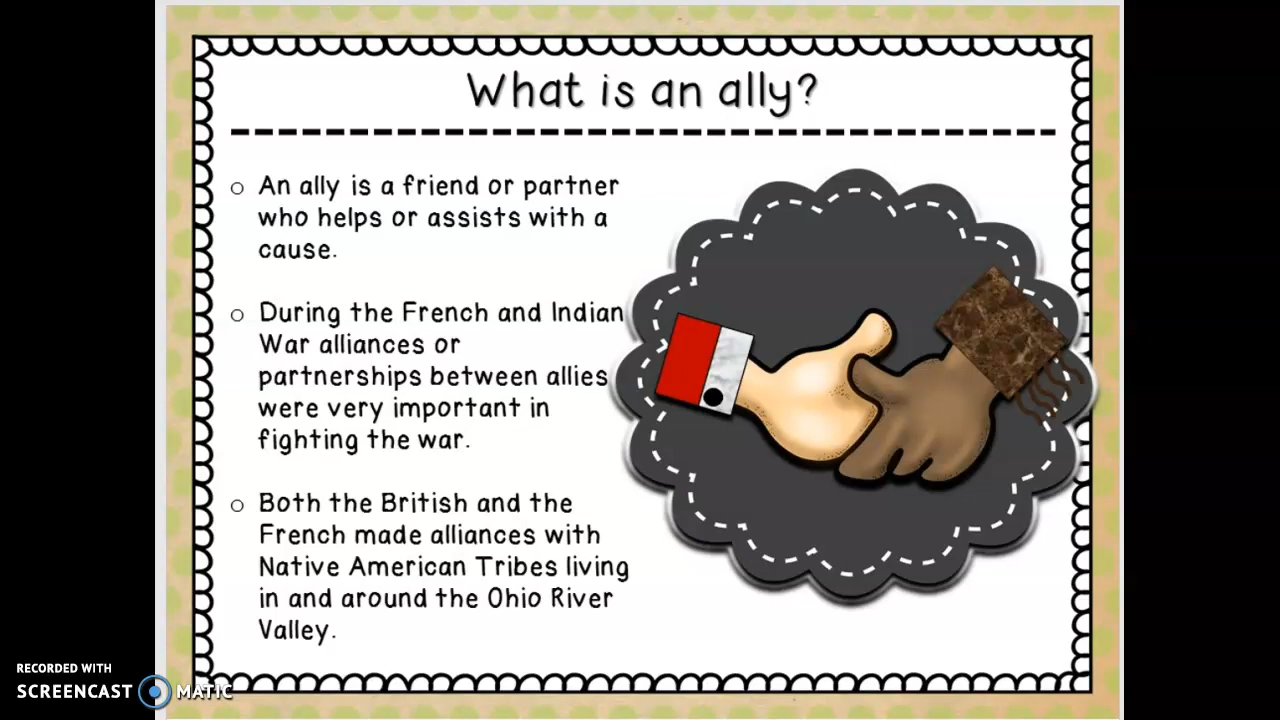 What is an ally?
○ An ally is a friend or partner
who helps or assists with a
cause.
○ During the French and Indian
War alliances or
partnerships between allies
were very important in
fighting the war.
○ Both the British and the
French made alliances with
Native American Tribes living
in and around the Ohio River
Valley.
RECORDED WITH
SCREENCAST MATIC